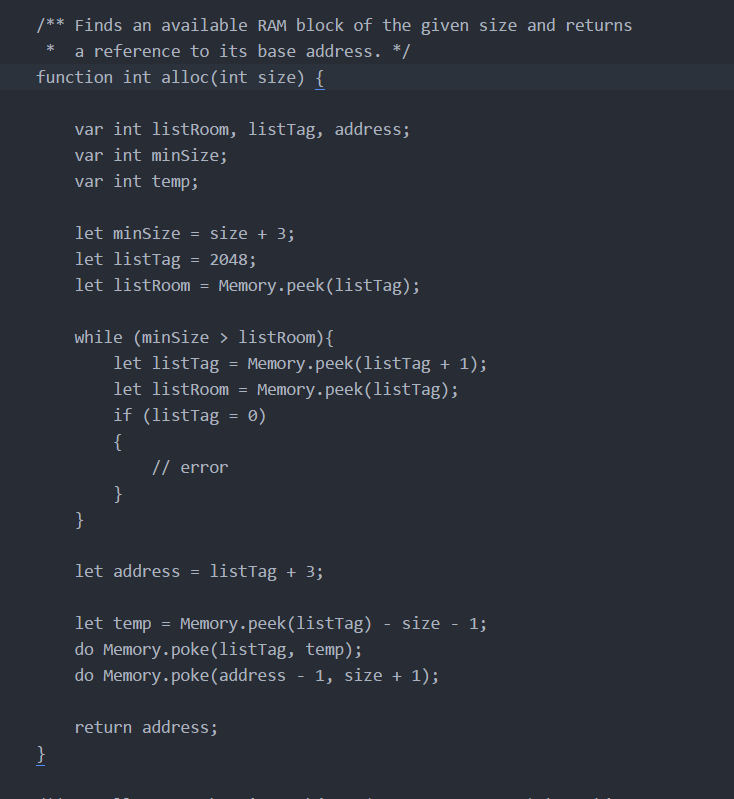 /** Finds an available RAM block of the given size and returns
 *  a reference to its base address. */
function int alloc(int size) {
var int listRoom, listTag, address;
var int minSize;
var int temp;
let minSize = size + 3;
let listTag = 2048;
let listRoom = Memory.peek(listTag);
while (minSize > listRoom){
let listTag = Memory.peek(listTag + 1);
let listRoom = Memory.peek(listTag);
if (listTag = 0)
{
// error
}
}
let address = listTag + 3;
let temp = Memory.peek(listTag) - size - 1;
do Memory.poke(listTag, temp);
do Memory.poke(address - 1, size + 1);
return address;
}